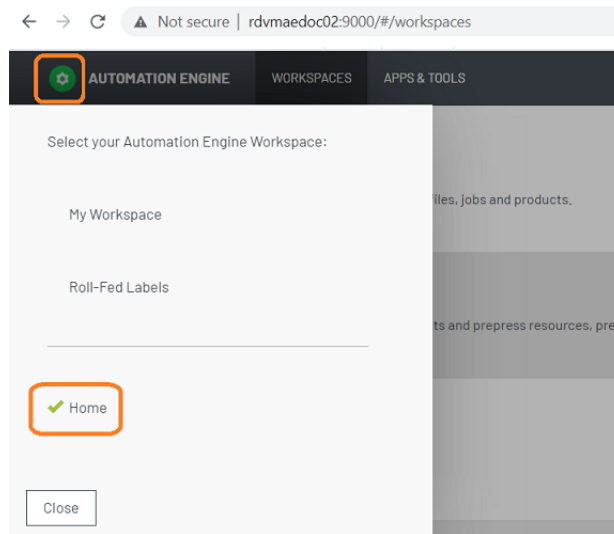 Not secure | rdvmaedoc02:9000/#/workspaces
AUTOMATION ENGINE WORKSPACES APPS & TOOLS
Select your Automation Engine Workspace:
My Workspace
files, jobs and products.
Roll-Fed Labels
ts and prepress resources, pre
Home
Close